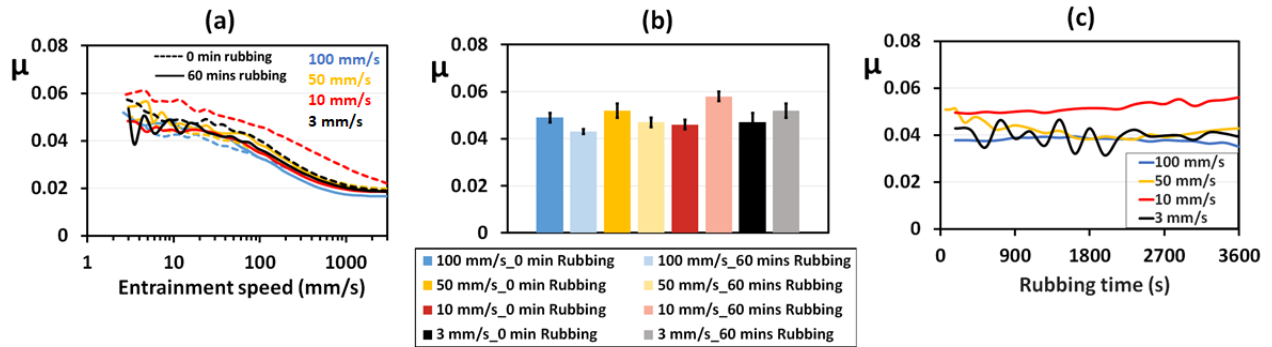 (a)
0.08
μ
0.06
0.04
0.02
0
0 min rubbing
60 mins rubbing
100 mm/s
50 mm/s
10 mm/s
3 mm/s
1
10
100
1000
Entrainment speed (mm/s)
(b)
0.08
μ
0.06
0.04
0.02
0
100 mm/s_0 min Rubbing
100 mm/s_60 mins Rubbing
50 mm/s_0 min Rubbing
50 mm/s_60 mins Rubbing
10 mm/s_0 min Rubbing
10 mm/s_60 mins Rubbing
3 mm/s_0 min Rubbing
3 mm/s_60 mins Rubbing
(c)
0.08
μ
0.06
0.04
0.02
0
100 mm/s
50 mm/s
10 mm/s
3 mm/s
0
900
1800
2700
3600
Rubbing time (s)